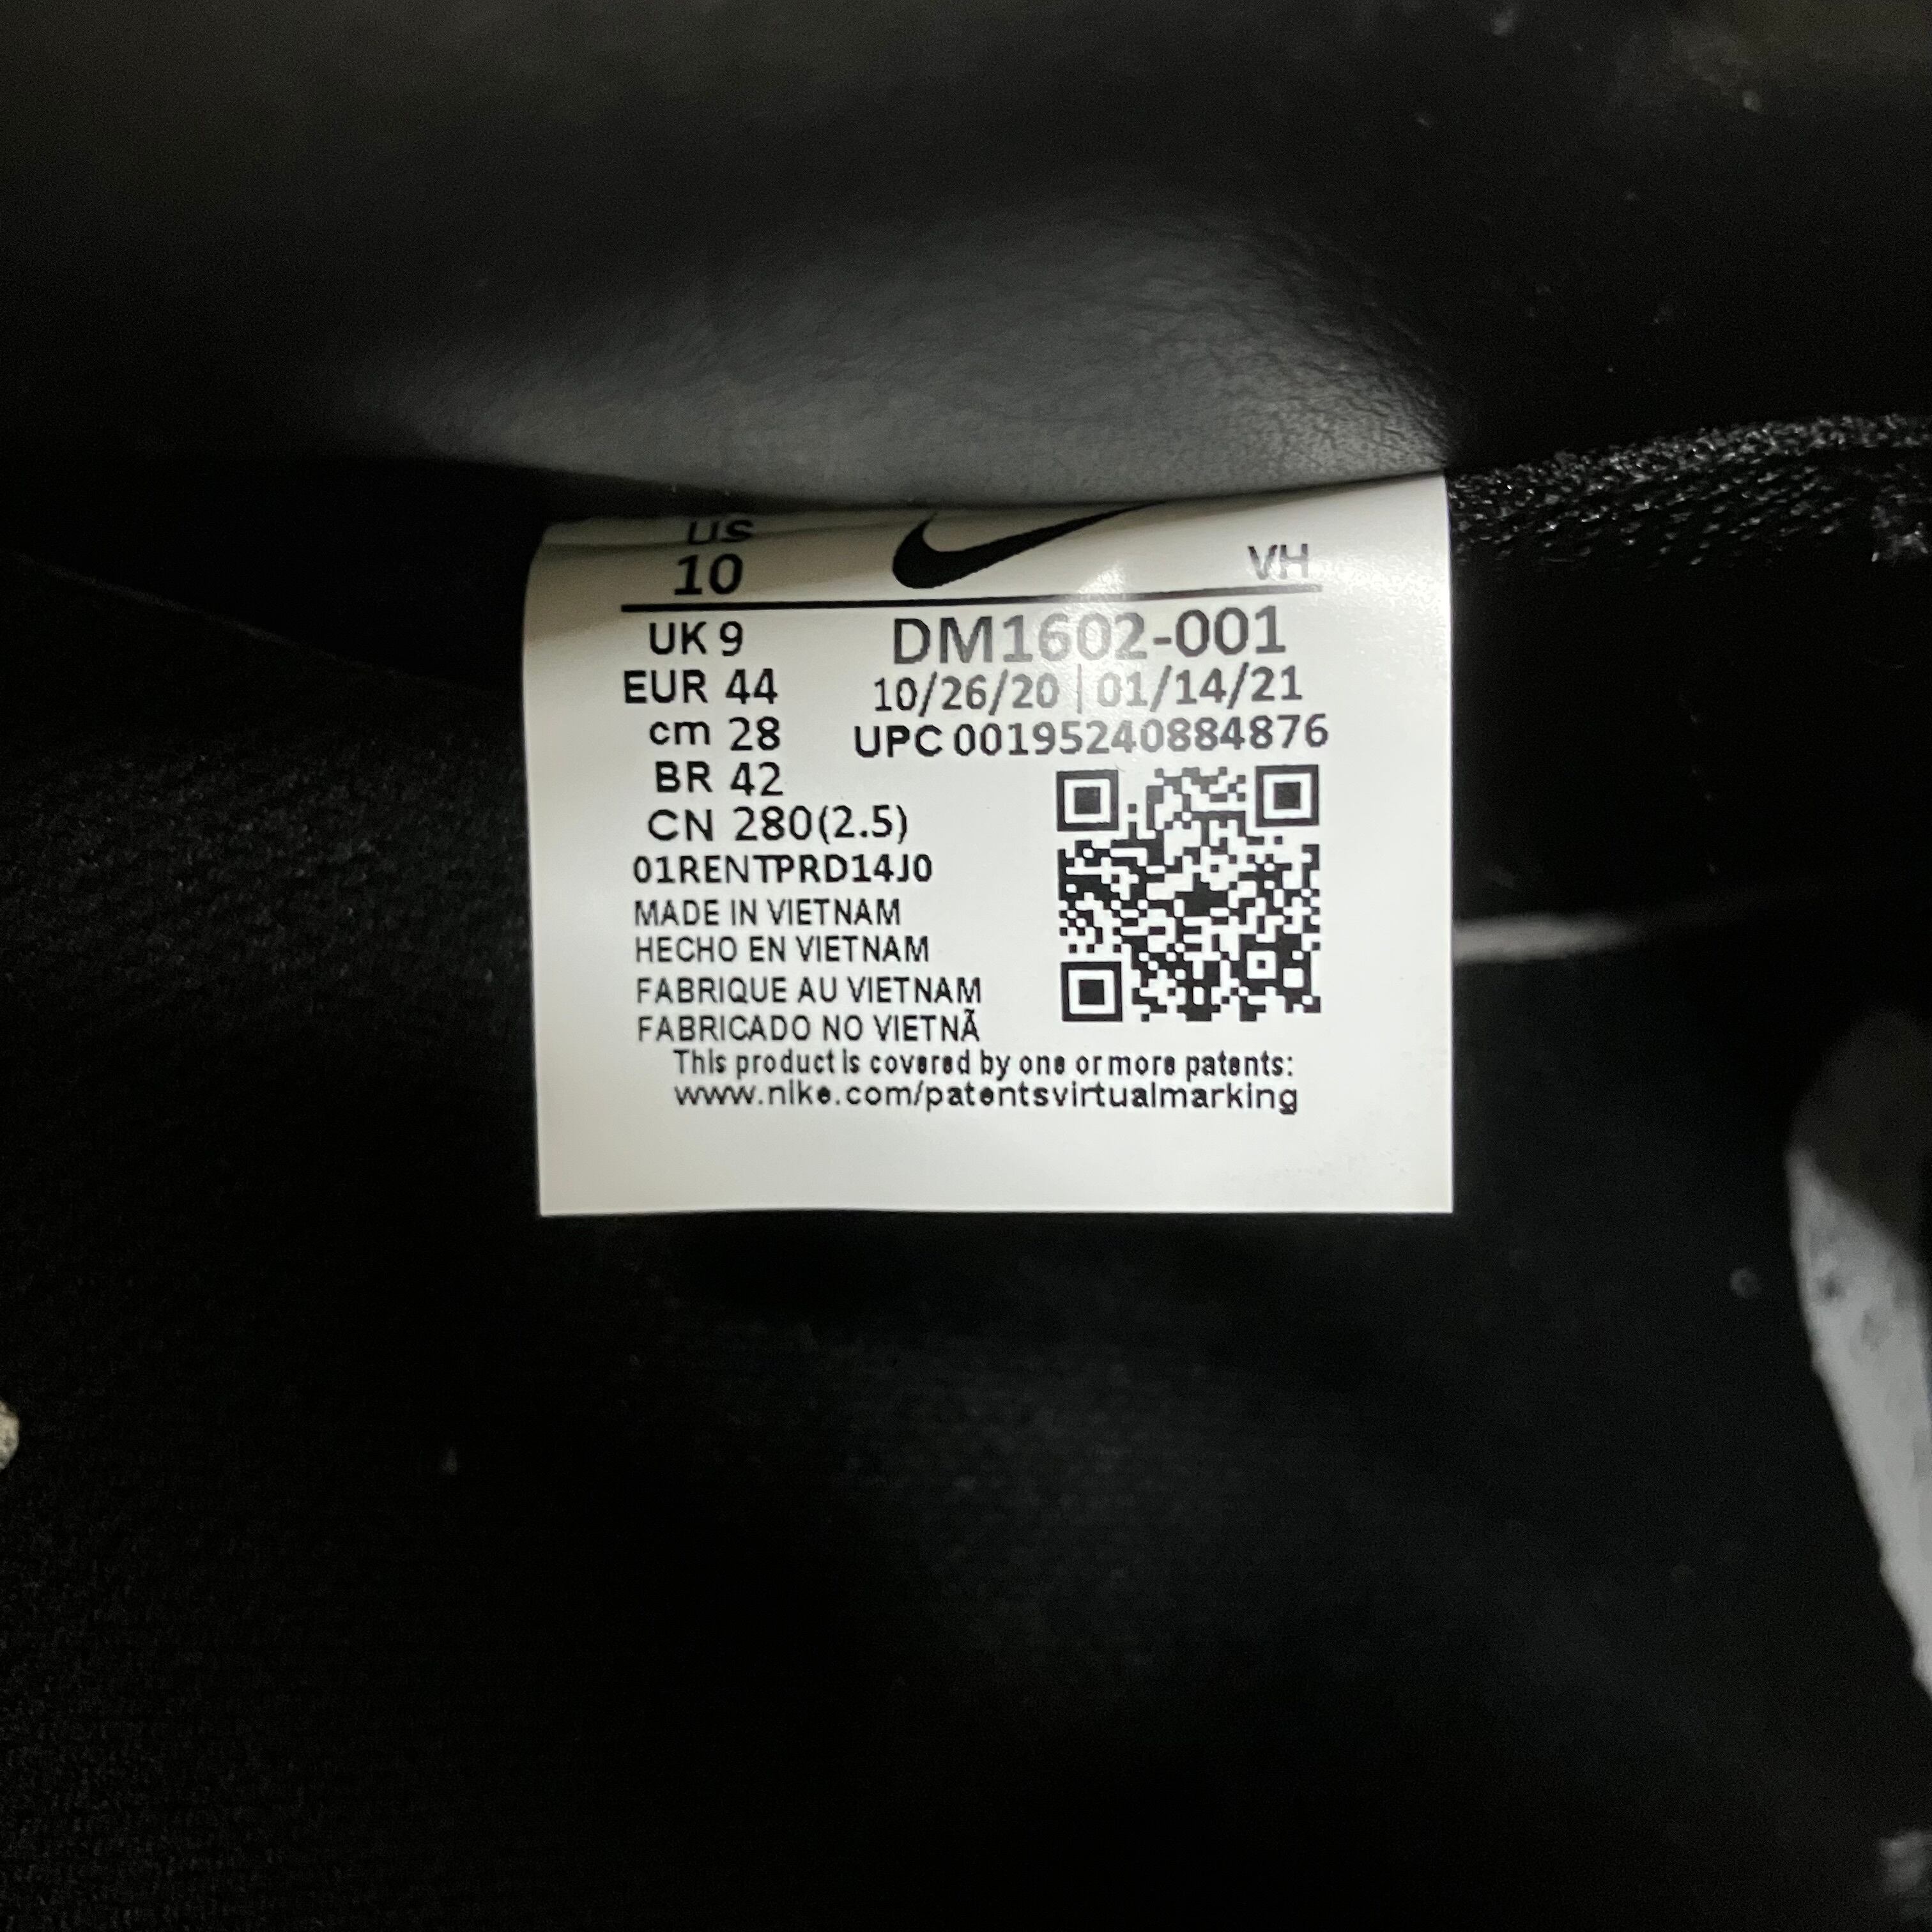 US
10
VH
UK 9
DM1602-001
EUR 44
10/26/20 | 01/14/21
cm 28
UPC 00195240884876
BR 42
CN 280(2.5)
01RENTPRD14J0
MADE IN VIETNAM
HECHO EN VIETNAM
FABRIQUE AU VIETNAM
FABRICADO NO VIETNÃ
This product is covered by one or more patents:
www.nike.com/patentsvirtualmarking